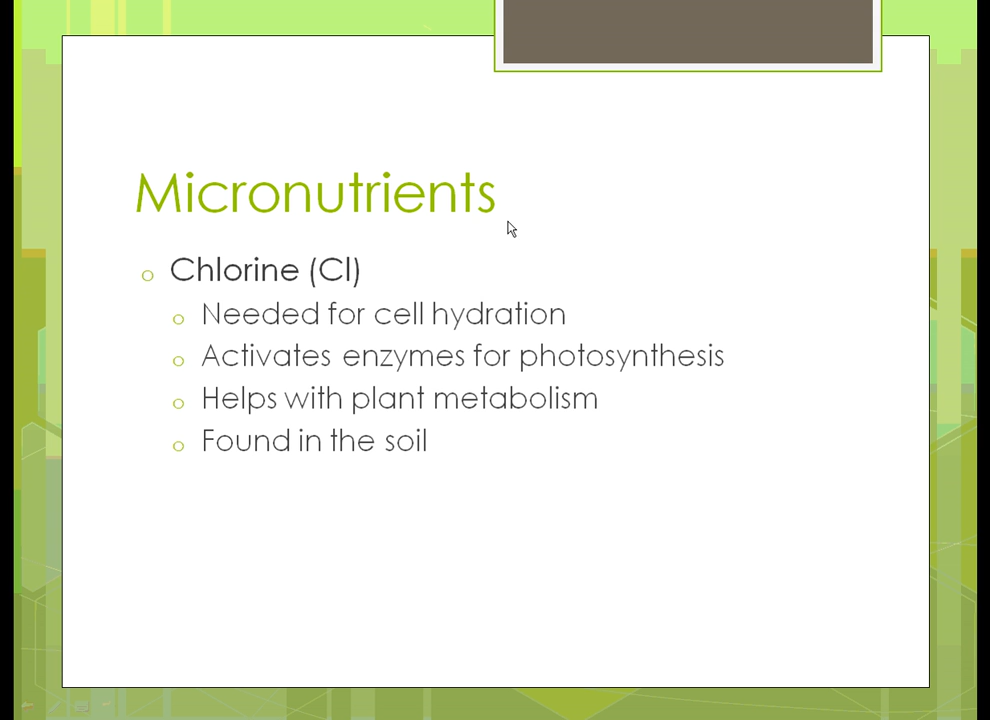 Micronutrients
Chlorine (Cl)
Needed for cell hydration
Activates enzymes for photosynthesis
Helps with plant metabolism
Found in the soil